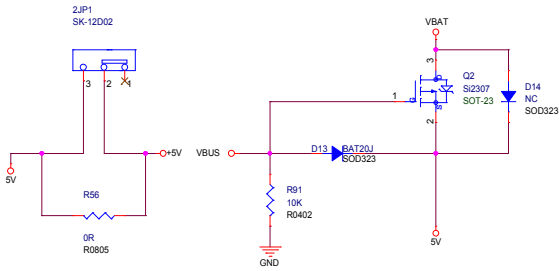 2JP1
SK-12D02
3 2 1
5V
+5V
R56
0R
R0805
VBAT
3
Q2
Si2307
SOT-23
D
G
S
1
2
D14
NC
SOD323
VBUS
D13 BAT20J
SOD323
R91
10K
R0402
GND
5V